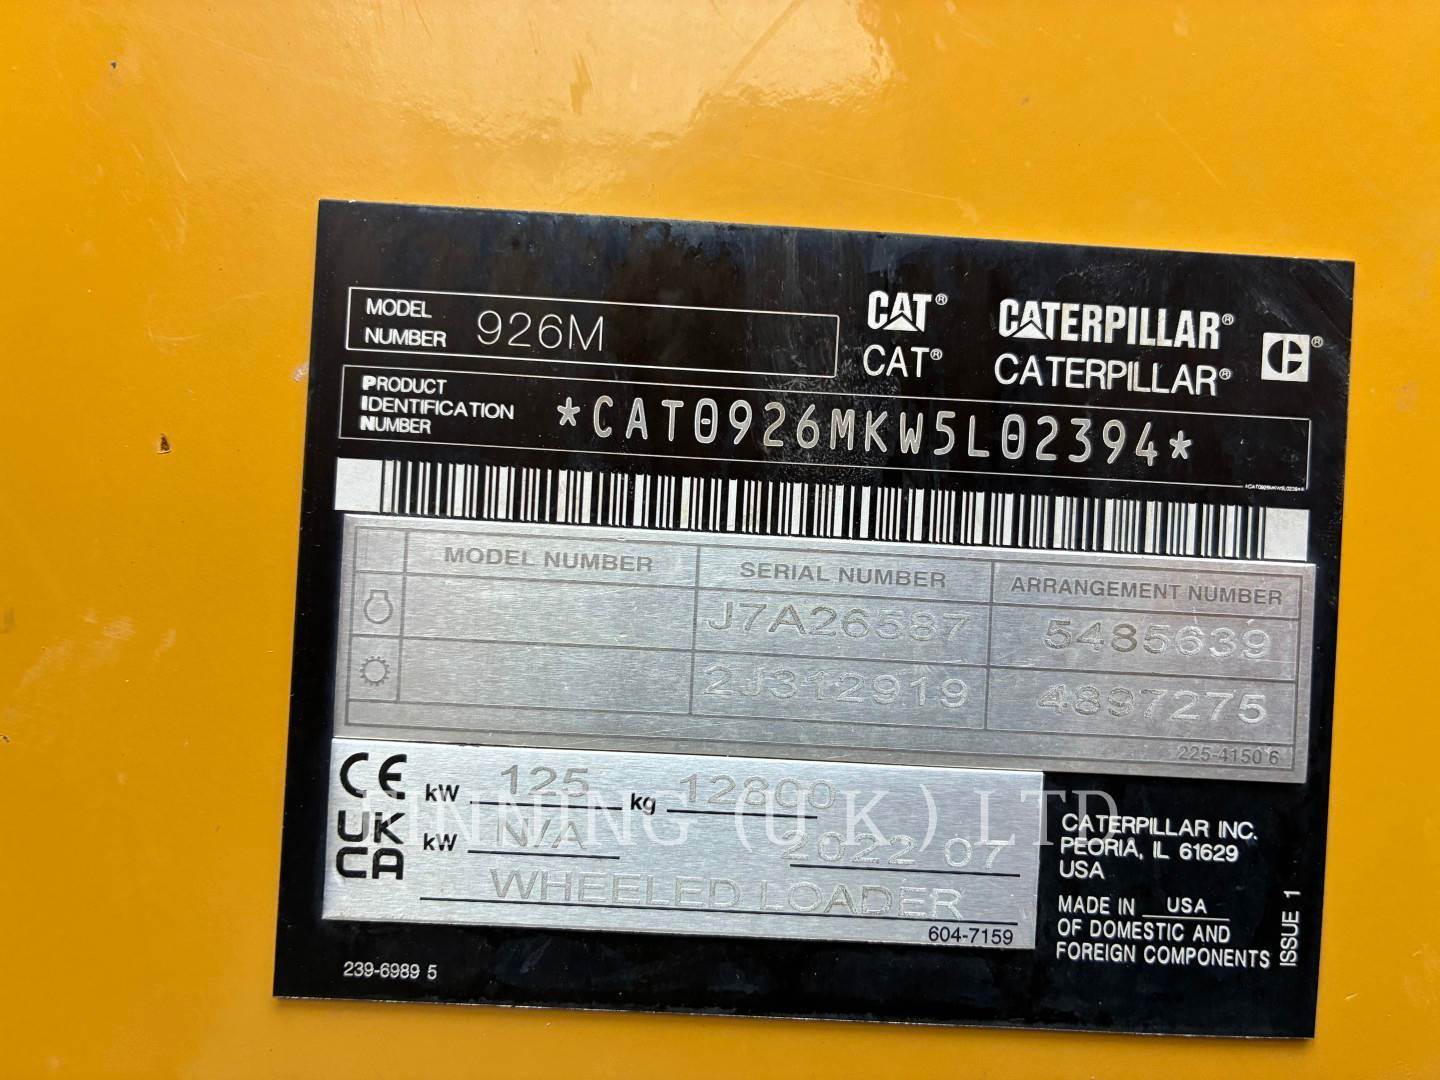 MODEL
NUMBER 926M
CAT® CATERPILLAR®
CAT® CATERPILLAR®
PRODUCT
IDENTIFICATION
NUMBER
*CAT0926MKW5L02394*
*CAT0926MKW5L02394*
MODEL NUMBER SERIAL NUMBER ARRANGEMENT NUMBER
J7A26587 5485639
2J312919 4897275
225-4150 6
CE kW 125 kg 12800
UK
CA kW N/A 2022 07
WHEELED LOADER
604-7159
FINNING (U.K.) LTD
CATERPILLAR INC.
PEORIA, IL 61629
USA
MADE IN USA
OF DOMESTIC AND
FOREIGN COMPONENTS
ISSUE 1
239-6989 5